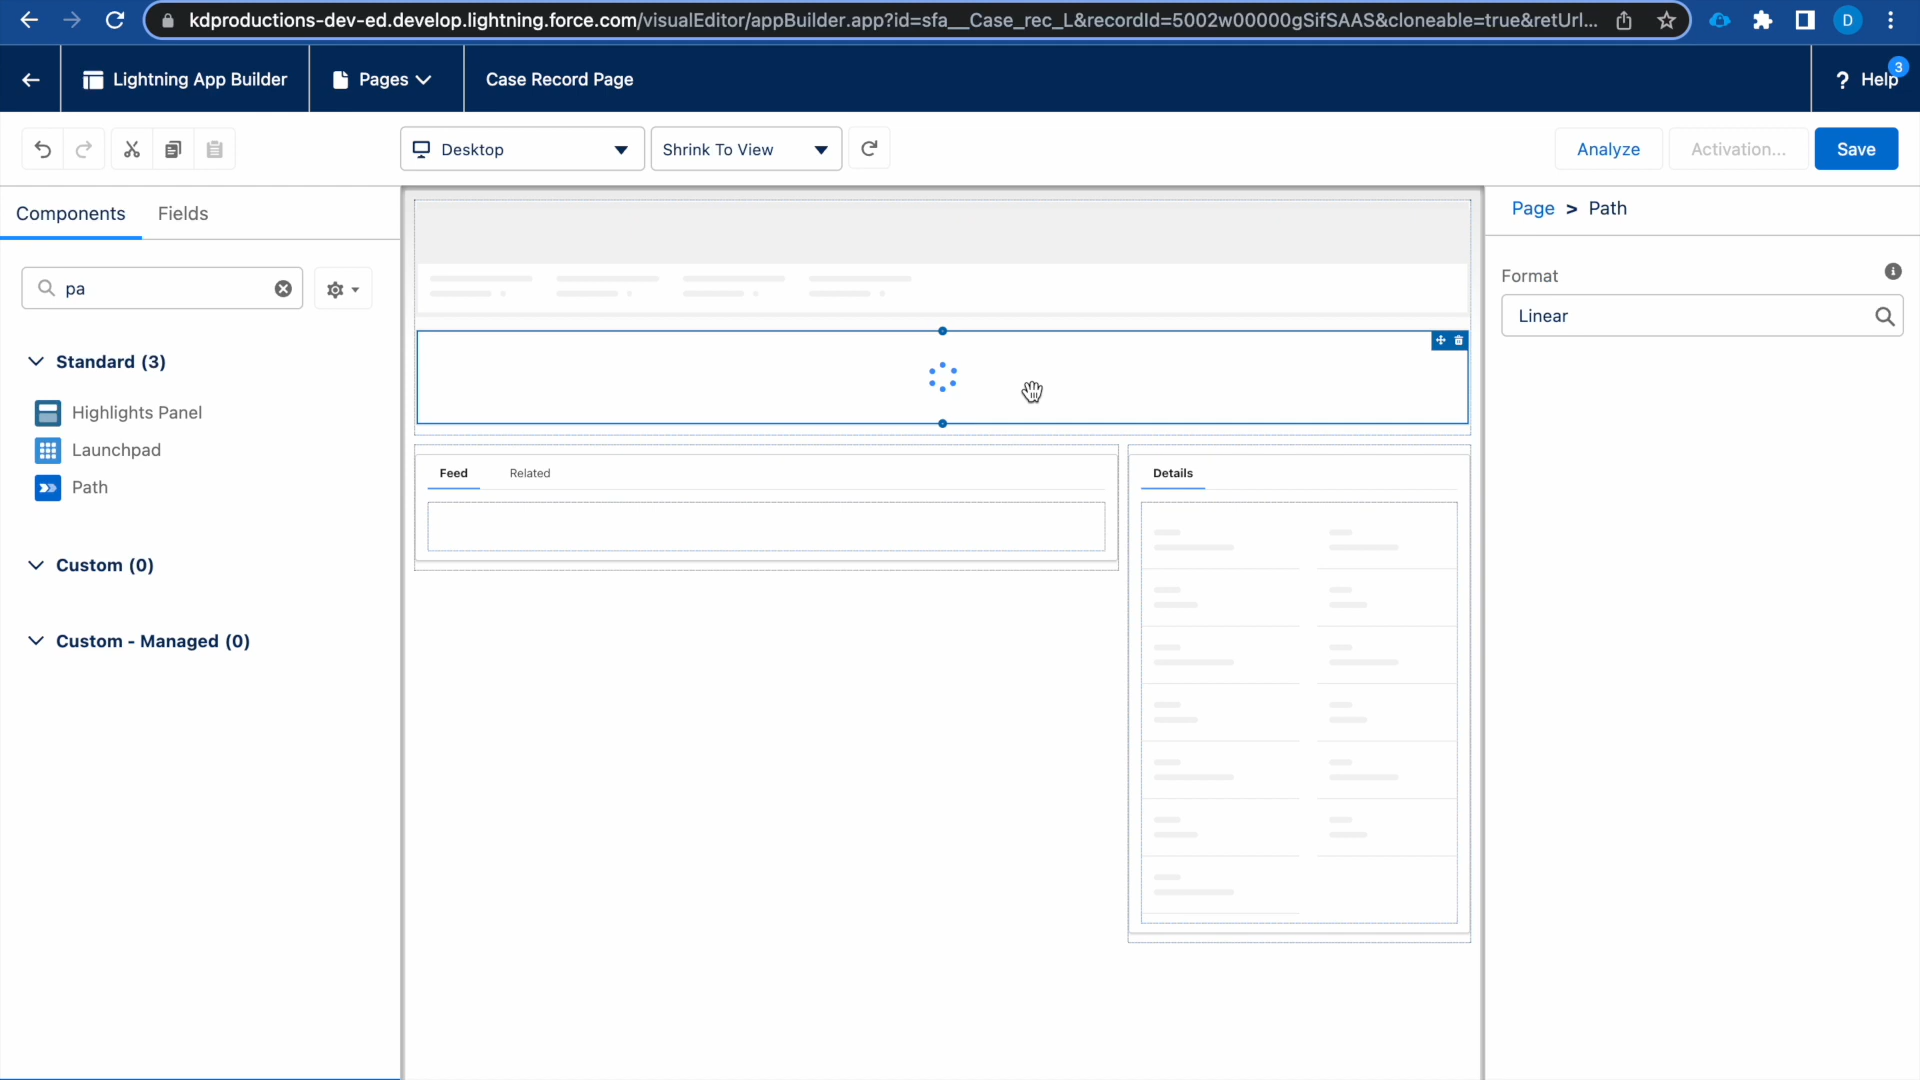 kdproductions-dev-ed.develop.lightning.force.com/visualEditor/appBuilder.app?id=sfa__Case_rec_L&recordId=5002w00000gSifSAAS&cloneable=true&retUrl...
D
Lightning App Builder
Pages
Case Record Page
? Help
3
Desktop
Shrink To View
Analyze
Activation...
Save
Components
Fields
Page > Path
pa
Format
Linear
Standard (3)
Highlights Panel
Launchpad
Path
Custom (0)
Custom - Managed (0)
Feed
Related
Details